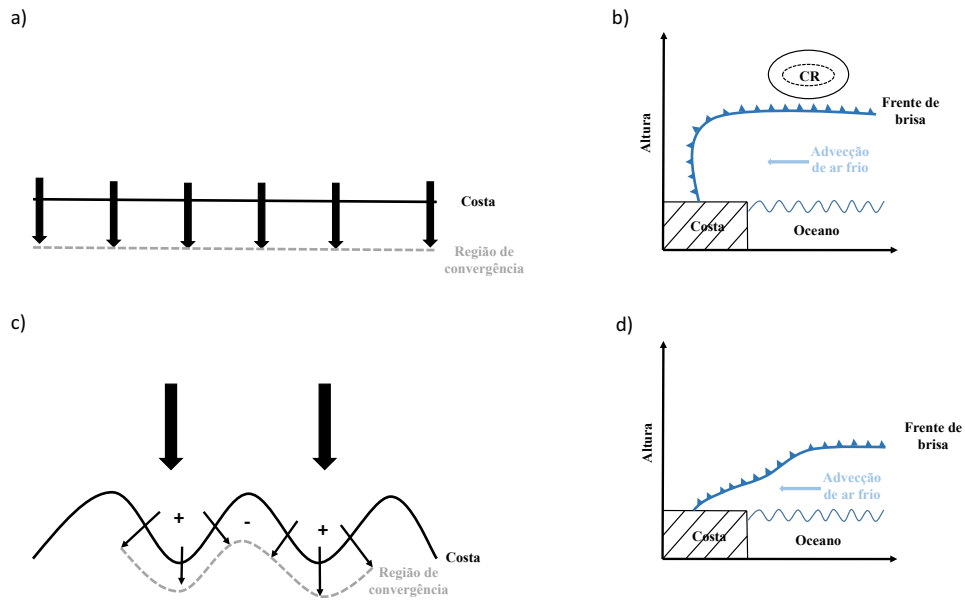 a)
Costa
Região de
convergência
b)
Altura
CR
Frente de
brisa
Advecção
de ar frio
Costa
Oceano
c)
+
-
+
Costa
Região de
convergência
d)
Altura
Frente de
brisa
Advecção
de ar frio
Costa
Oceano